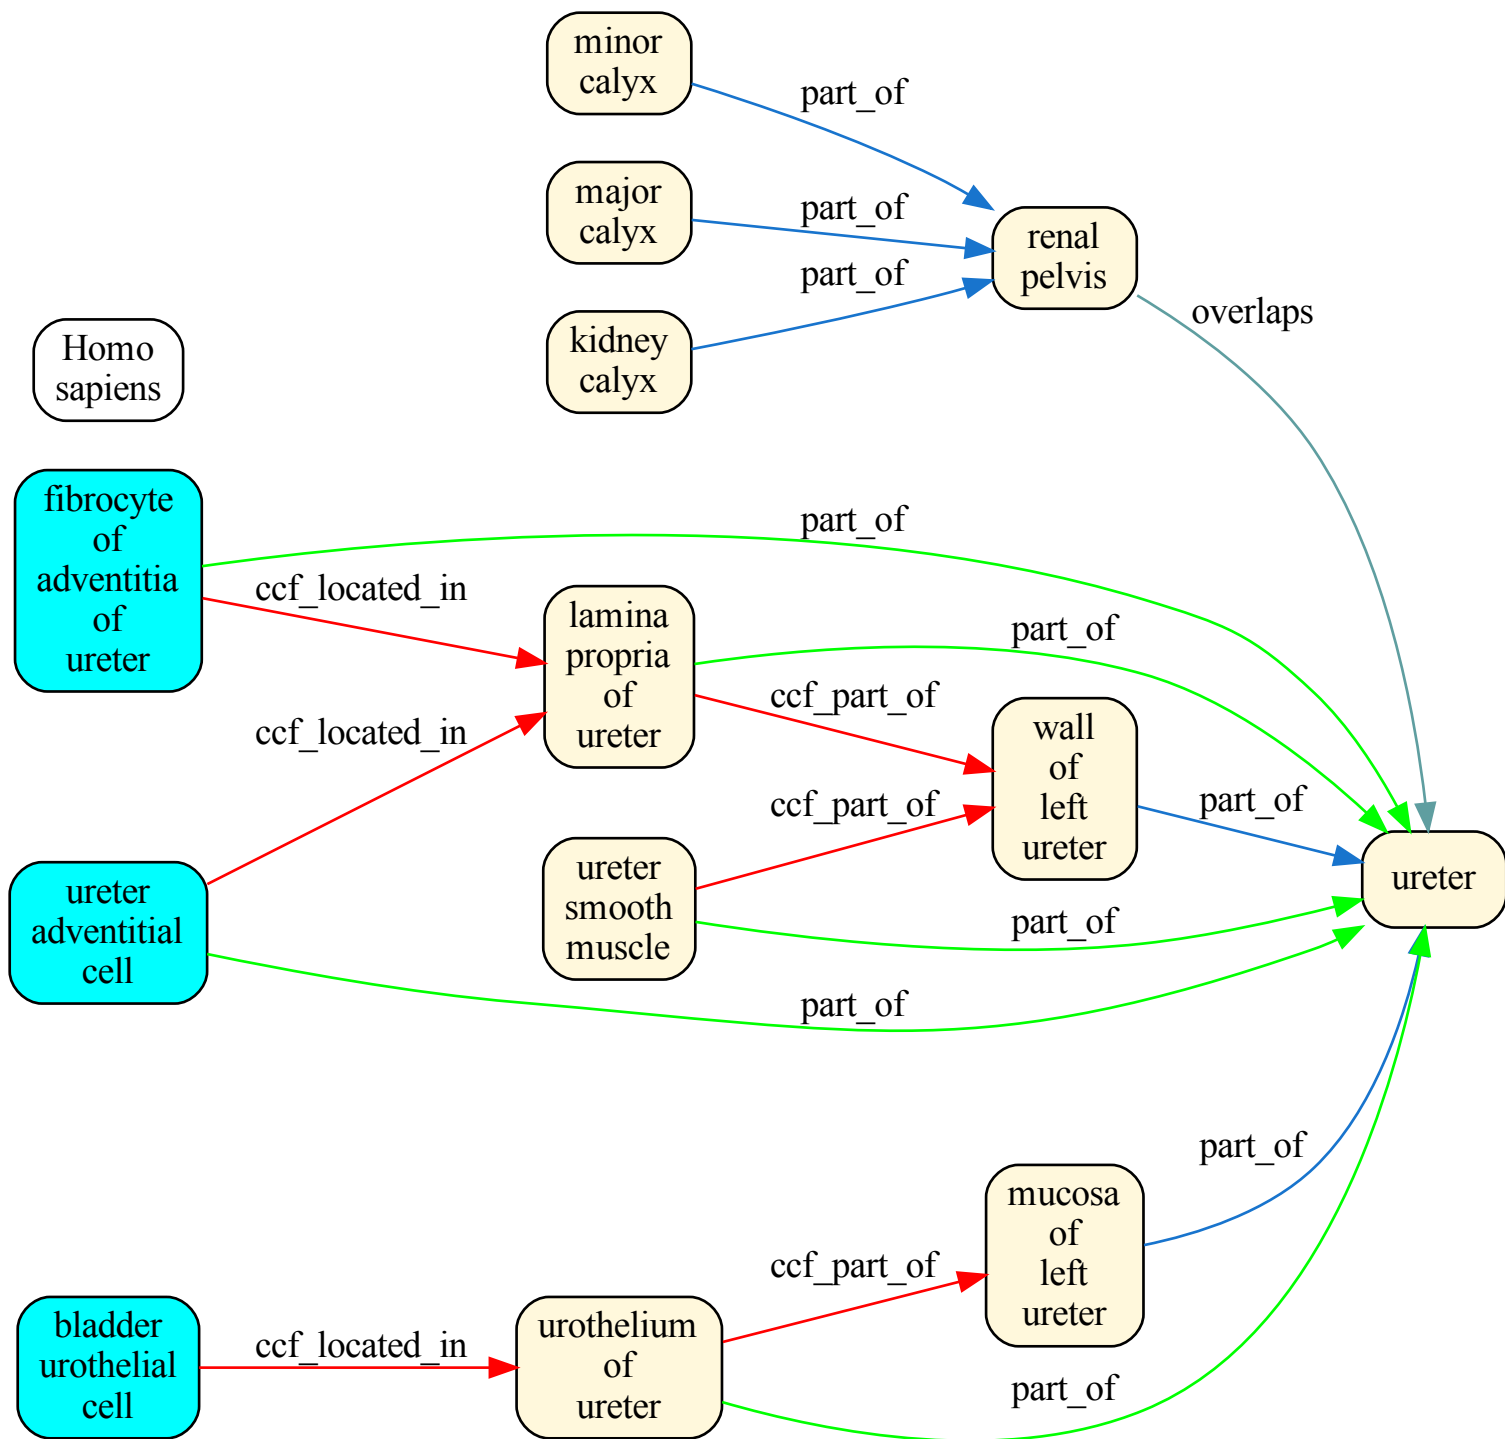 minor
calyx
part_of
major
calyx
part_of
renal
pelvis
part_of
kidney
calyx
overlaps
Homo
sapiens
fibrocyte
of
adventitia
of
ureter
part_of
ccf_located_in
lamina
propria
of
ureter
part_of
ccf_part_of
ccf_located_in
wall
of
left
ureter
ccf_part_of
part_of
ureter
smooth
muscle
ureter
part_of
ureter
adventitial
cell
part_of
part_of
mucosa
of
left
ureter
ccf_part_of
bladder
urothelial
cell
ccf_located_in
urothelium
of
ureter
part_of